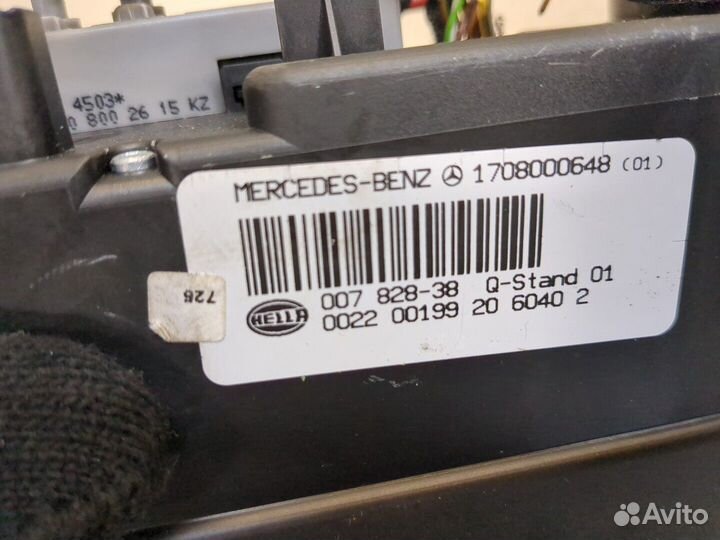 4503*
0 800 26 15 KZ
MERCEDES-BENZ 1708000648 (01)
007 828-38 Q-Stand 01
HELLA
0022 00199 20 6040 2
726
Avito